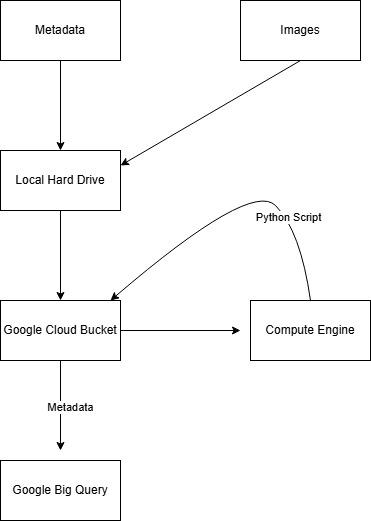 Metadata
Images
Local Hard Drive
Python Script
Google Cloud Bucket
Compute Engine
Metadata
Google Big Query